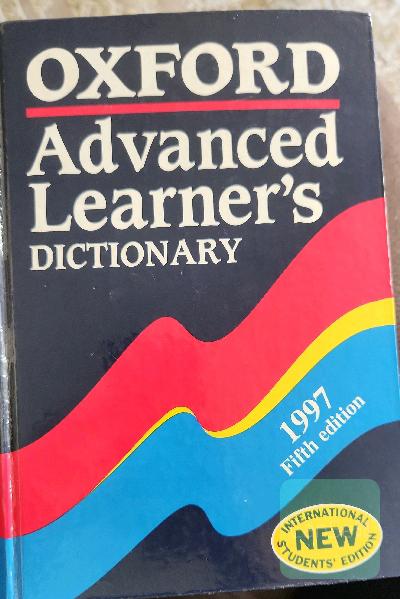 OXFORD
Advanced
Learner's
DICTIONARY
1997
Fifth edition
INTERNATIONAL
NEW
STUDENTS' EDITION